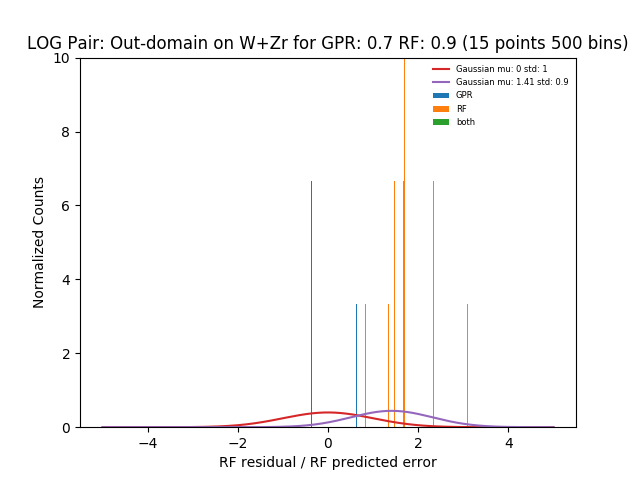 LOG Pair: Out-domain on W+Zr for GPR: 0.7 RF: 0.9 (15 points 500 bins)
Gaussian mu: 0 std: 1
Gaussian mu: 1.41 std: 0.9
GPR
RF
both
Normalized Counts
10
8
6
4
2
0
−4
−2
0
2
4
RF residual / RF predicted error